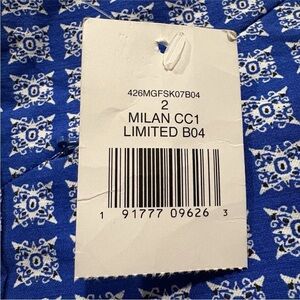 426MGFSK07B04
2
MILAN CC1
LIMITED B04
1 91777 09626 3